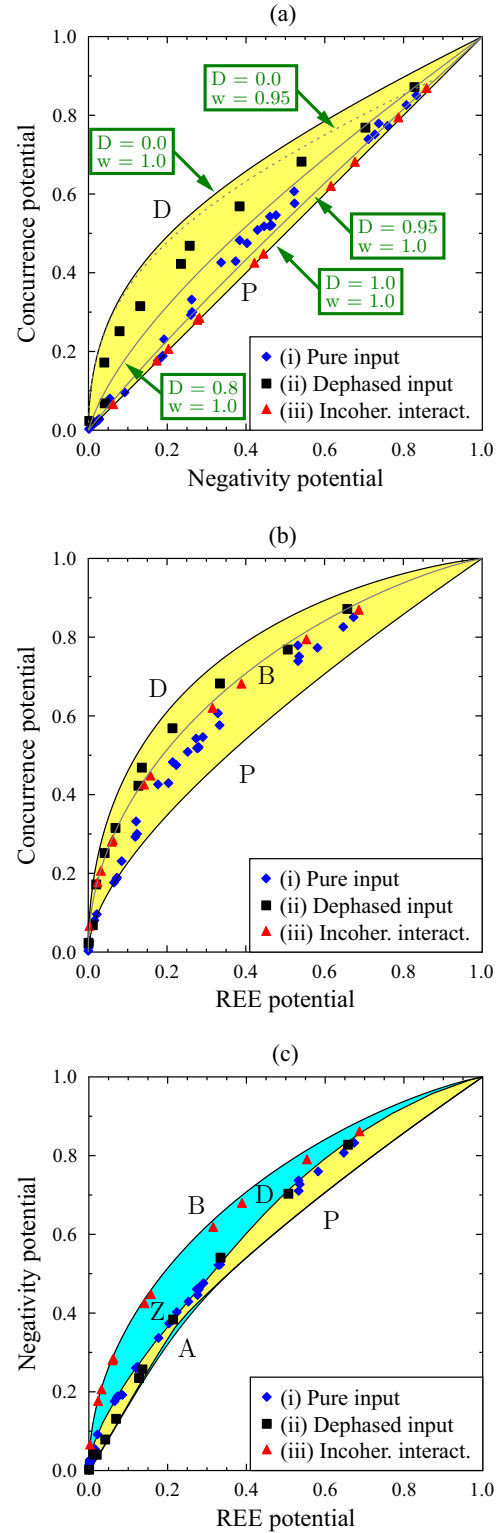 (a)
1.0
0.8
0.6
0.4
0.2
0.0
Concurrence potential
D = 0.0
w = 0.95
D = 0.0
w = 1.0
D
D = 0.95
w = 1.0
P
D = 1.0
w = 1.0
D = 0.8
w = 1.0
(i) Pure input
(ii) Dephased input
(iii) Incoher. interact.
0.0 0.2 0.4 0.6 0.8 1.0
Negativity potential
(b)
1.0
0.8
0.6
0.4
0.2
0.0
Concurrence potential
D
B
P
(i) Pure input
(ii) Dephased input
(iii) Incoher. interact.
0.0 0.2 0.4 0.6 0.8 1.0
REE potential
(c)
1.0
0.8
0.6
0.4
0.2
0.0
Negativity potential
B
D
P
Z
A
(i) Pure input
(ii) Dephased input
(iii) Incoher. interact.
0.0 0.2 0.4 0.6 0.8 1.0
REE potential